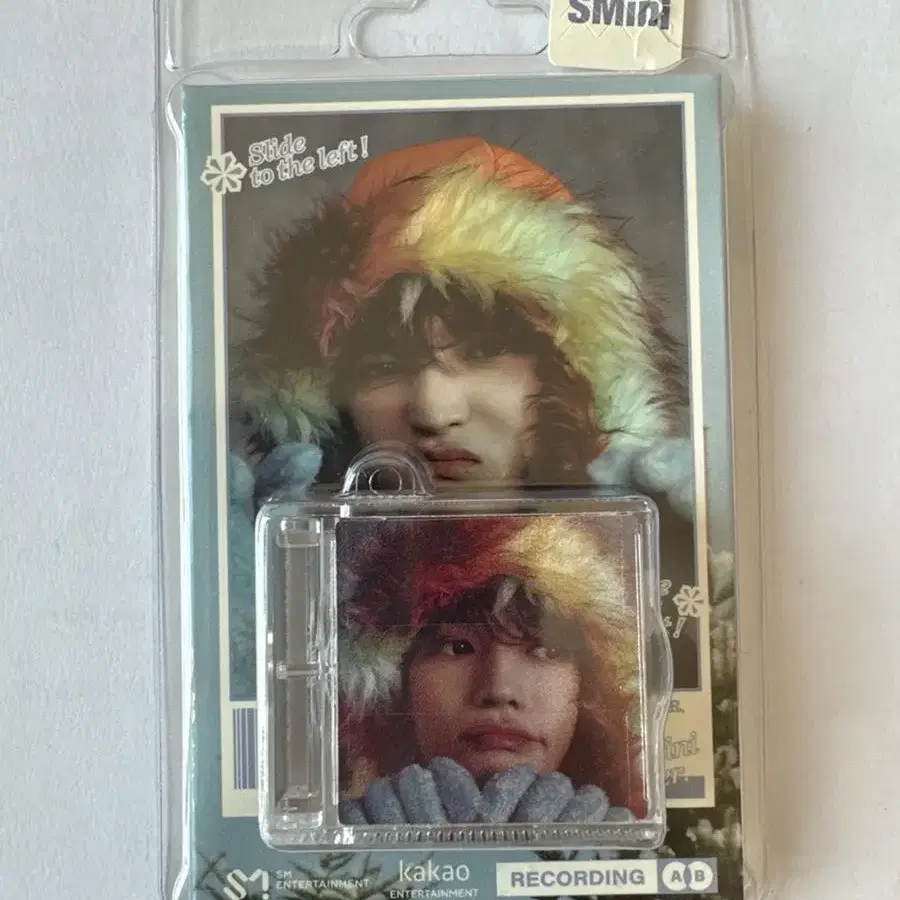 SMini
Slide
to the left!
SM
ENTERTAINMENT
kakao
ENTERTAINMENT
RECORDING
A B